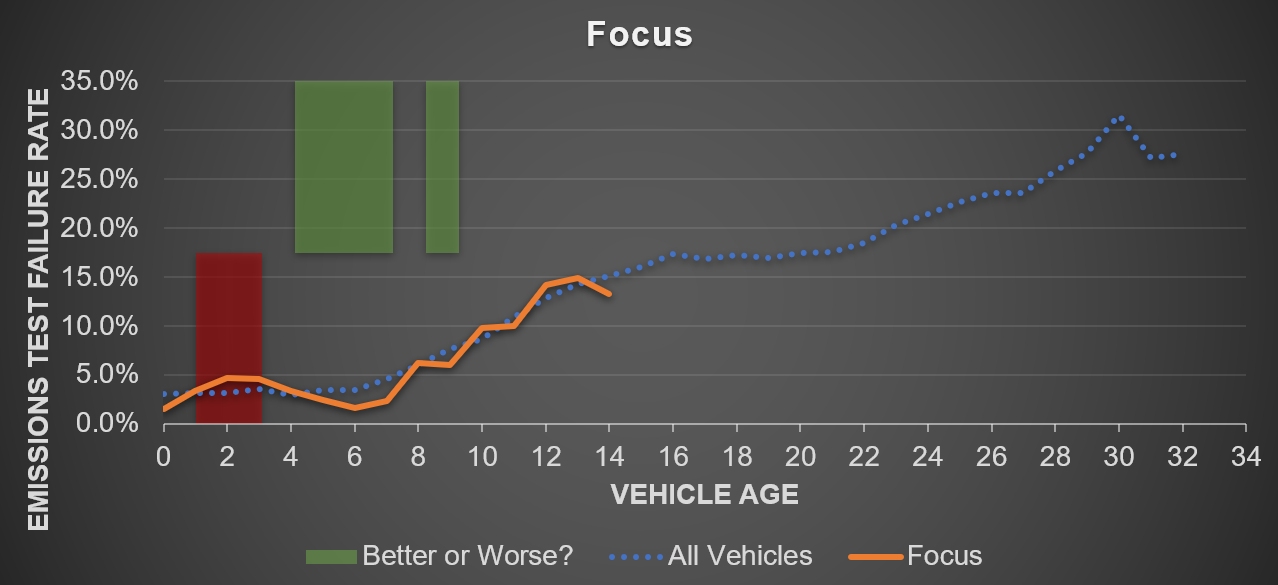 Focus
EMISSIONS TEST FAILURE RATE
35.0%
30.0%
25.0%
20.0%
15.0%
10.0%
5.0%
0.0%
0 2 4 6 8 10 12 14 16 18 20 22 24 26 28 30 32 34
VEHICLE AGE
Better or Worse? All Vehicles Focus